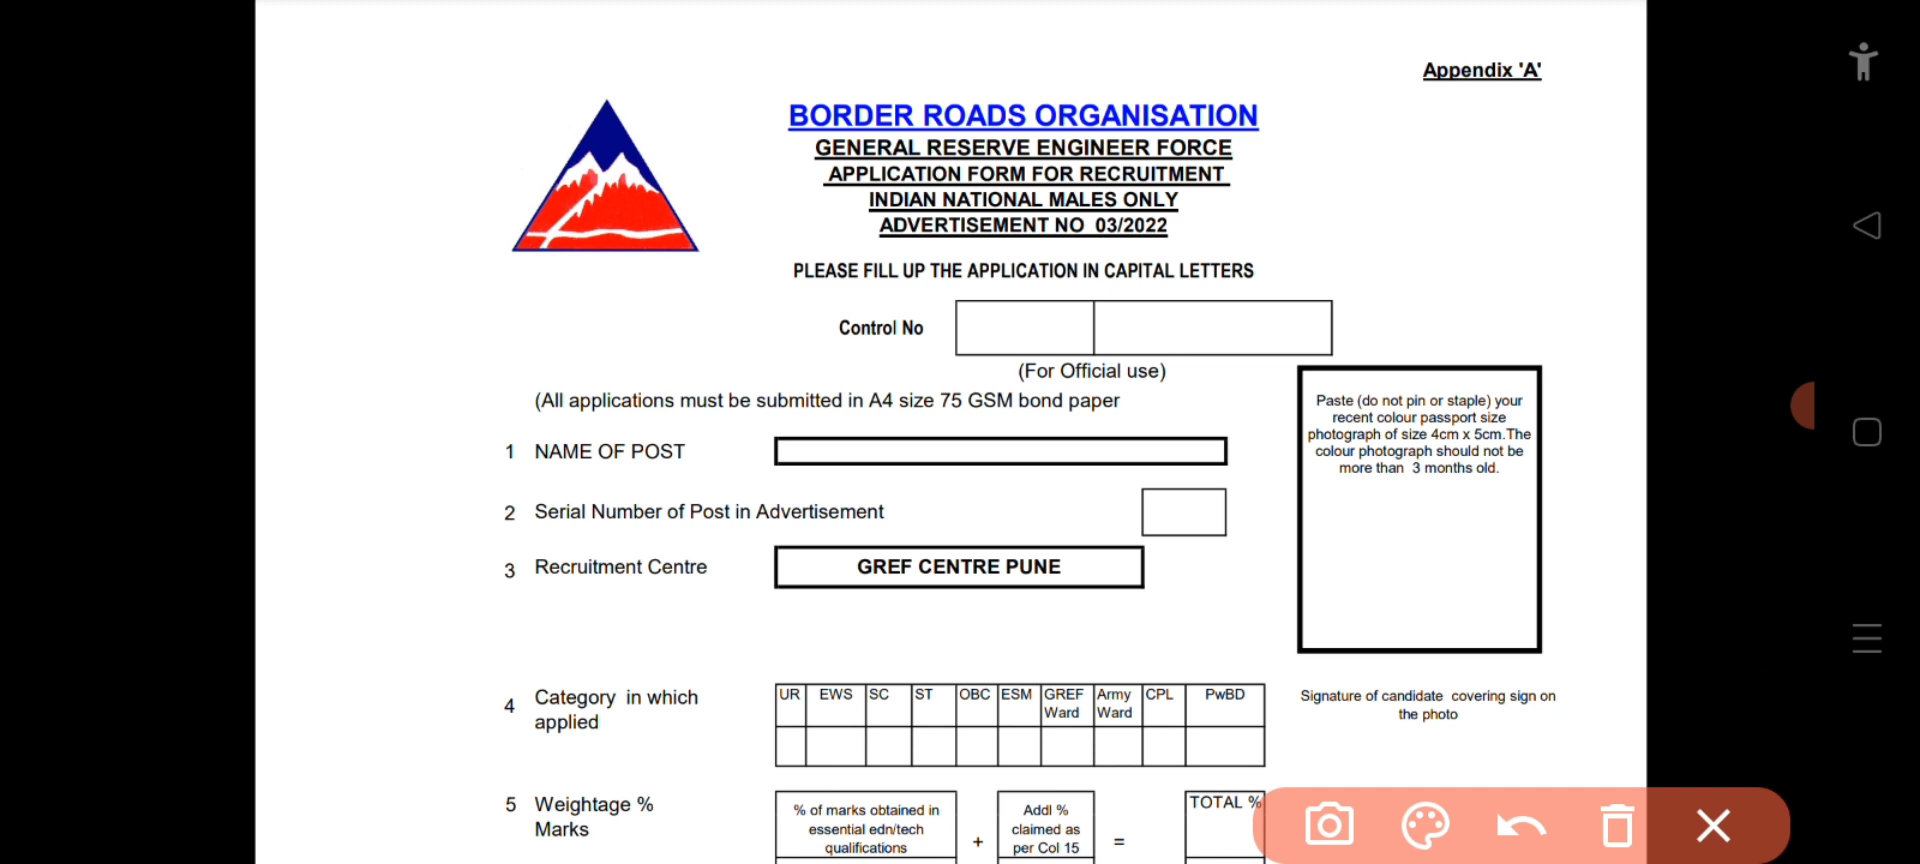 Appendix 'A'
BORDER ROADS ORGANISATION
GENERAL RESERVE ENGINEER FORCE
APPLICATION FORM FOR RECRUITMENT
INDIAN NATIONAL MALES ONLY
ADVERTISEMENT NO 03/2022
PLEASE FILL UP THE APPLICATION IN CAPITAL LETTERS
Control No
(For Official use)
(All applications must be submitted in A4 size 75 GSM bond paper
Paste (do not pin or staple) your
recent colour passport size
photograph of size 4cm x 5cm.The
colour photograph should not be
more than 3 months old.
1 NAME OF POST
2 Serial Number of Post in Advertisement
3 Recruitment Centre GREF CENTRE PUNE
Signature of candidate covering sign on
the photo
4 Category in which
applied
UR EWS SC ST OBC ESM GREF Ward Army Ward CPL PwBD
5 Weightage %
Marks
% of marks obtained in
essential edn/tech
qualifications
+
Addl %
claimed as
per Col 15
=
TOTAL %